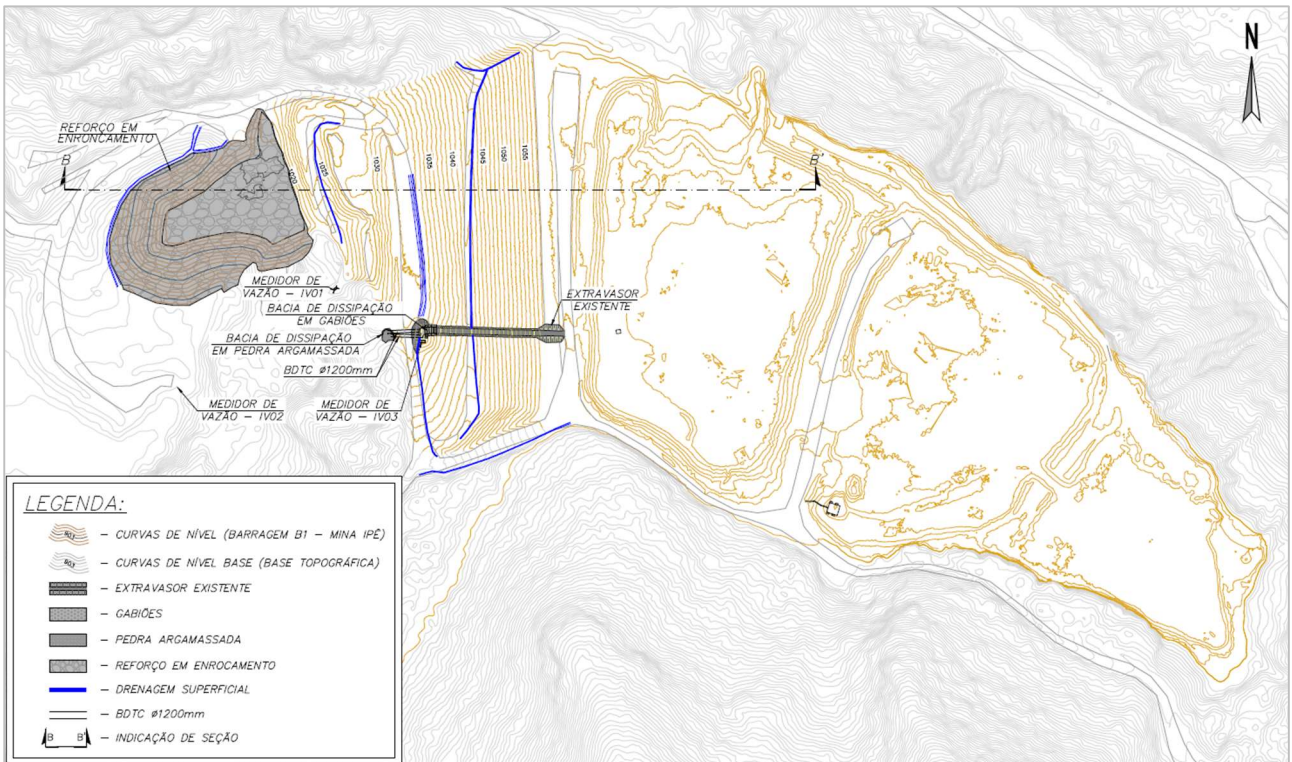 N
REFORÇO EM
ENRONCAMENTO
B
B'
1020
1025
1030
1035
1040
1045
1050
1055
MEDIDOR DE
VAZÃO - IV01
BACIA DE DISSIPAÇÃO
EM GABIÕES
EXTRAVASOR
EXISTENTE
BACIA DE DISSIPAÇÃO
EM PEDRA ARGAMASSADA
BDTC Ø1200mm
MEDIDOR DE
VAZÃO - IV02
MEDIDOR DE
VAZÃO - IV03
LEGENDA:
- CURVAS DE NÍVEL (BARRAGEM B1 - MINA IPÊ)
- CURVAS DE NÍVEL BASE (BASE TOPOGRÁFICA)
- EXTRAVASOR EXISTENTE
- GABIÕES
- PEDRA ARGAMASSADA
- REFORÇO EM ENROCAMENTO
- DRENAGEM SUPERFICIAL
- BDTC Ø1200mm
B B' - INDICAÇÃO DE SEÇÃO